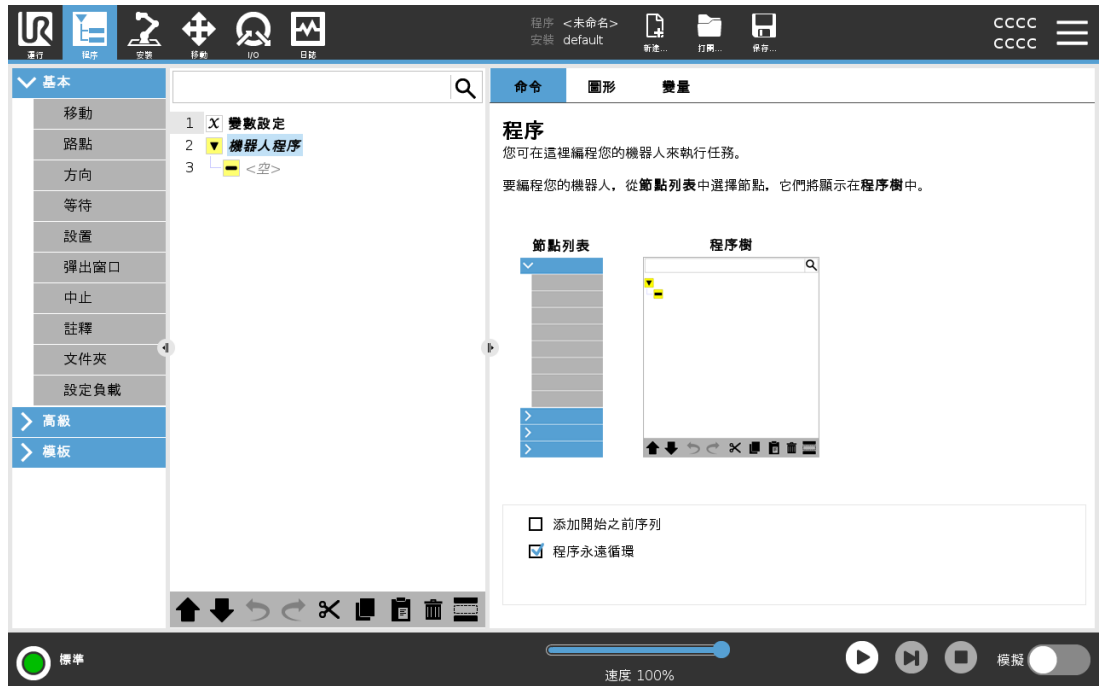 UR
運行
程序
安裝
移動
I/O
日誌
程序 <未命名>
安裝 default
新建...
打開...
保存...
CCCC
CCCC
基本
移動
路點
方向
等待
設置
彈出窗口
中止
註釋
文件夾
設定負載
高級
模板
1 X 變數設定
2 機器人程序
3 <空>
命令 圖形 變量
程序
您可在這裡編程您的機器人來執行任務。
要編程您的機器人，從節點列表中選擇節點，它們將顯示在程序樹中。
節點列表
程序樹
添加開始之前序列
程序永遠循環
標準
速度 100%
模擬